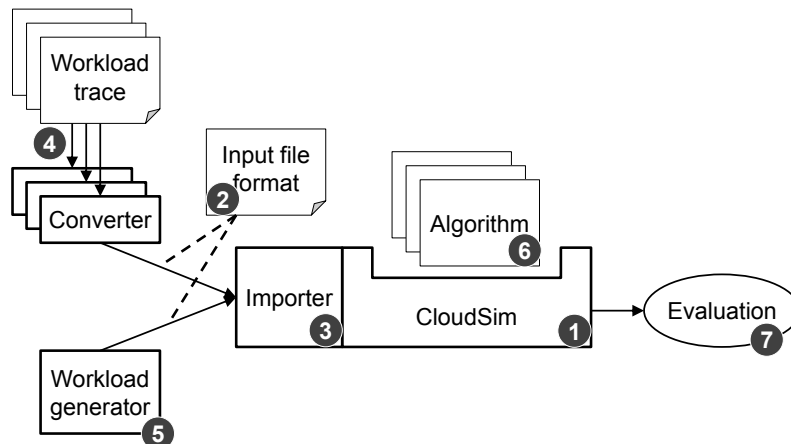 Workload
trace
4
Input file
format
2
Converter
Algorithm
6
Importer
3
CloudSim
1
Evaluation
7
Workload
generator
5